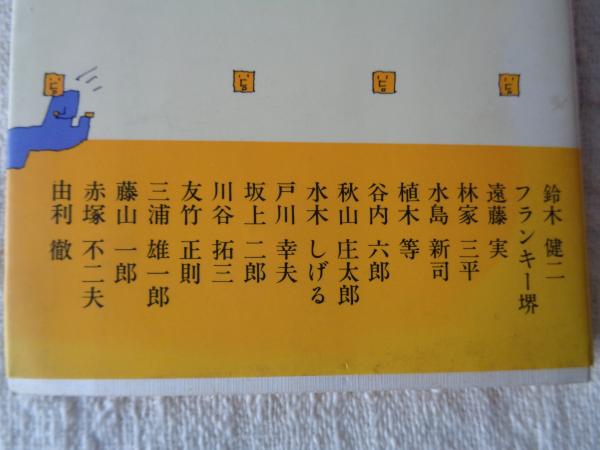 鈴木 健二
フランキー堺
遠藤 実
林家 三平
水島 新司
植木 等
谷内 六郎
秋山 庄太郎
水木 しげる
戸川 幸夫
坂上 二郎
川谷 拓三
友竹 正則
三浦 雄一郎
藤山 一郎
赤塚 不二夫
由利 徹